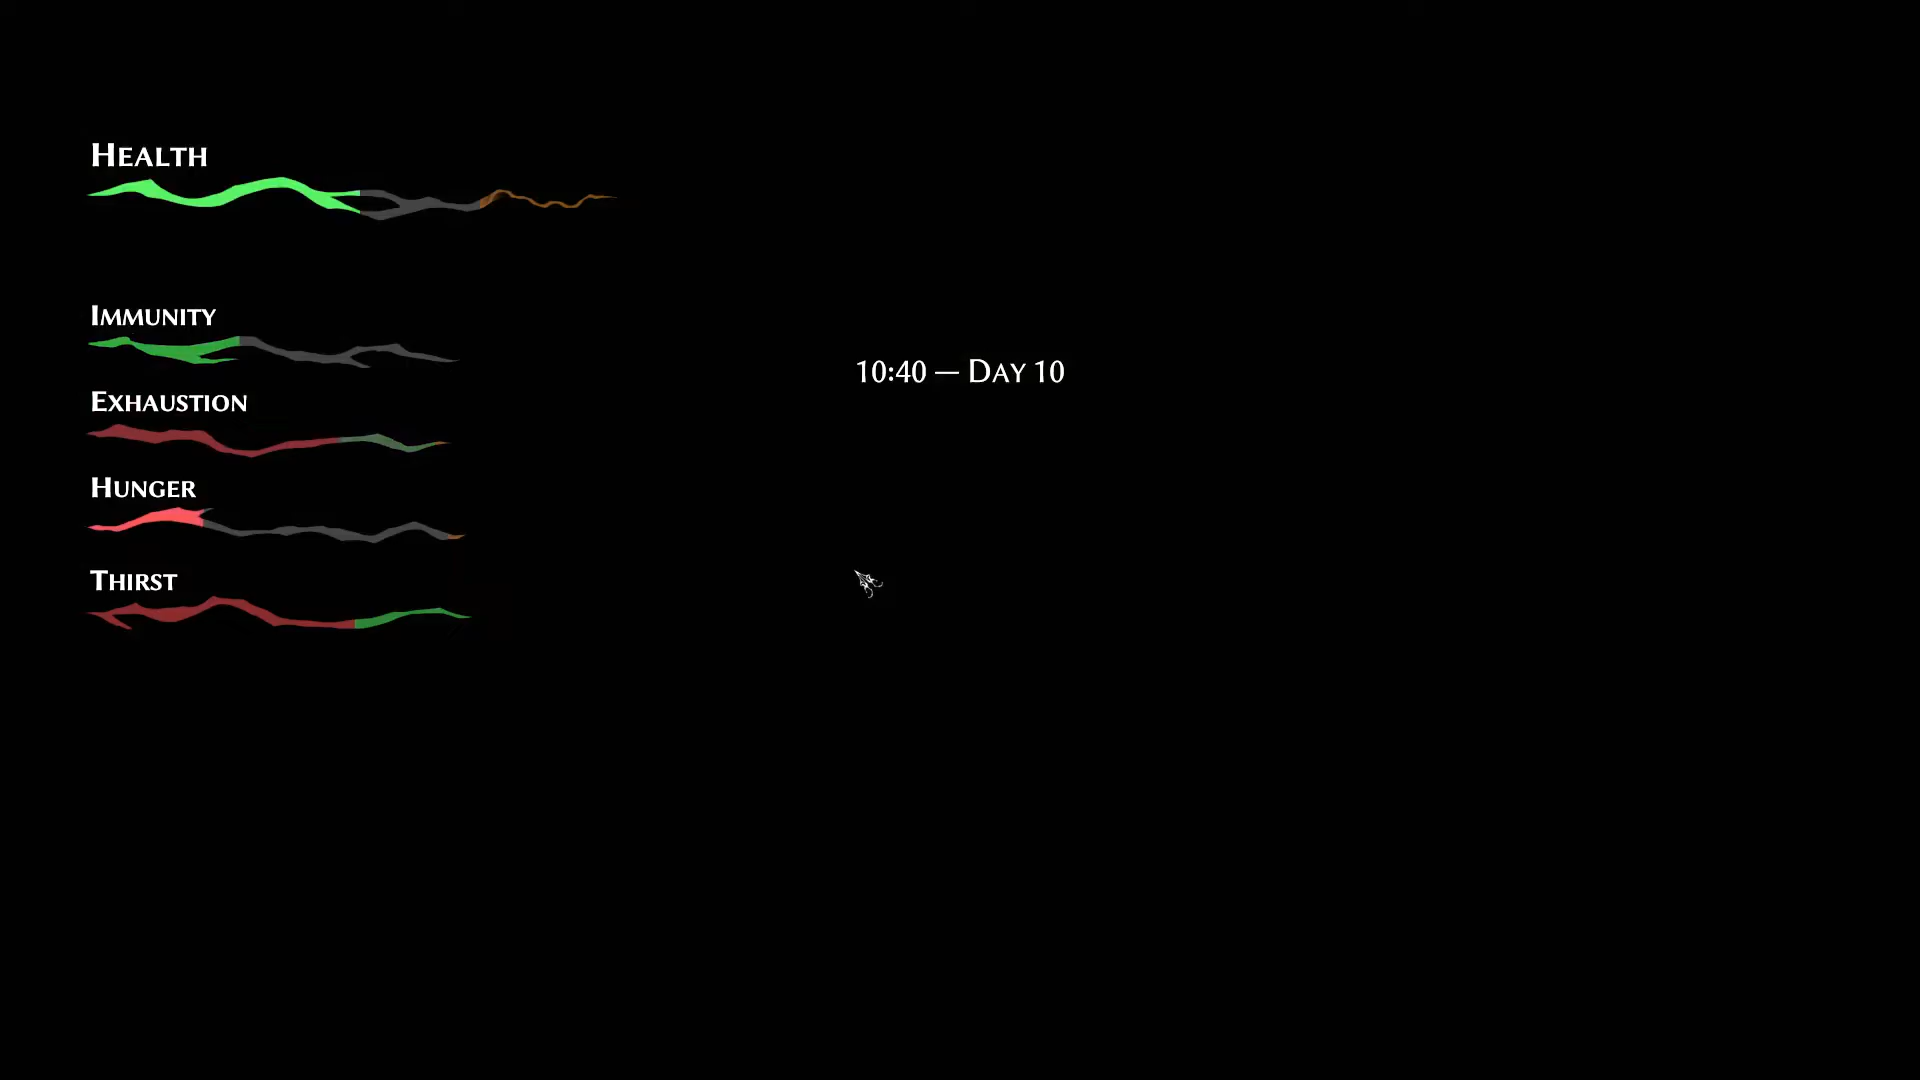 Health
Immunity
10:40 — Day 10
Exhaustion
Hunger
Thirst